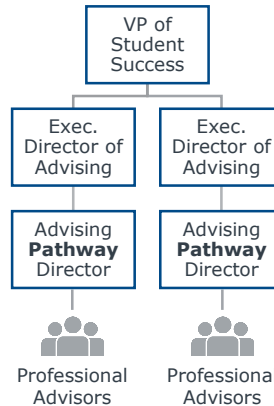 VP of
Student
Success
Exec.
Director of
Advising
Exec.
Director of
Advising
Advising
Pathway
Director
Advising
Pathway
Director
Professional
Advisors
Professional
Advisors